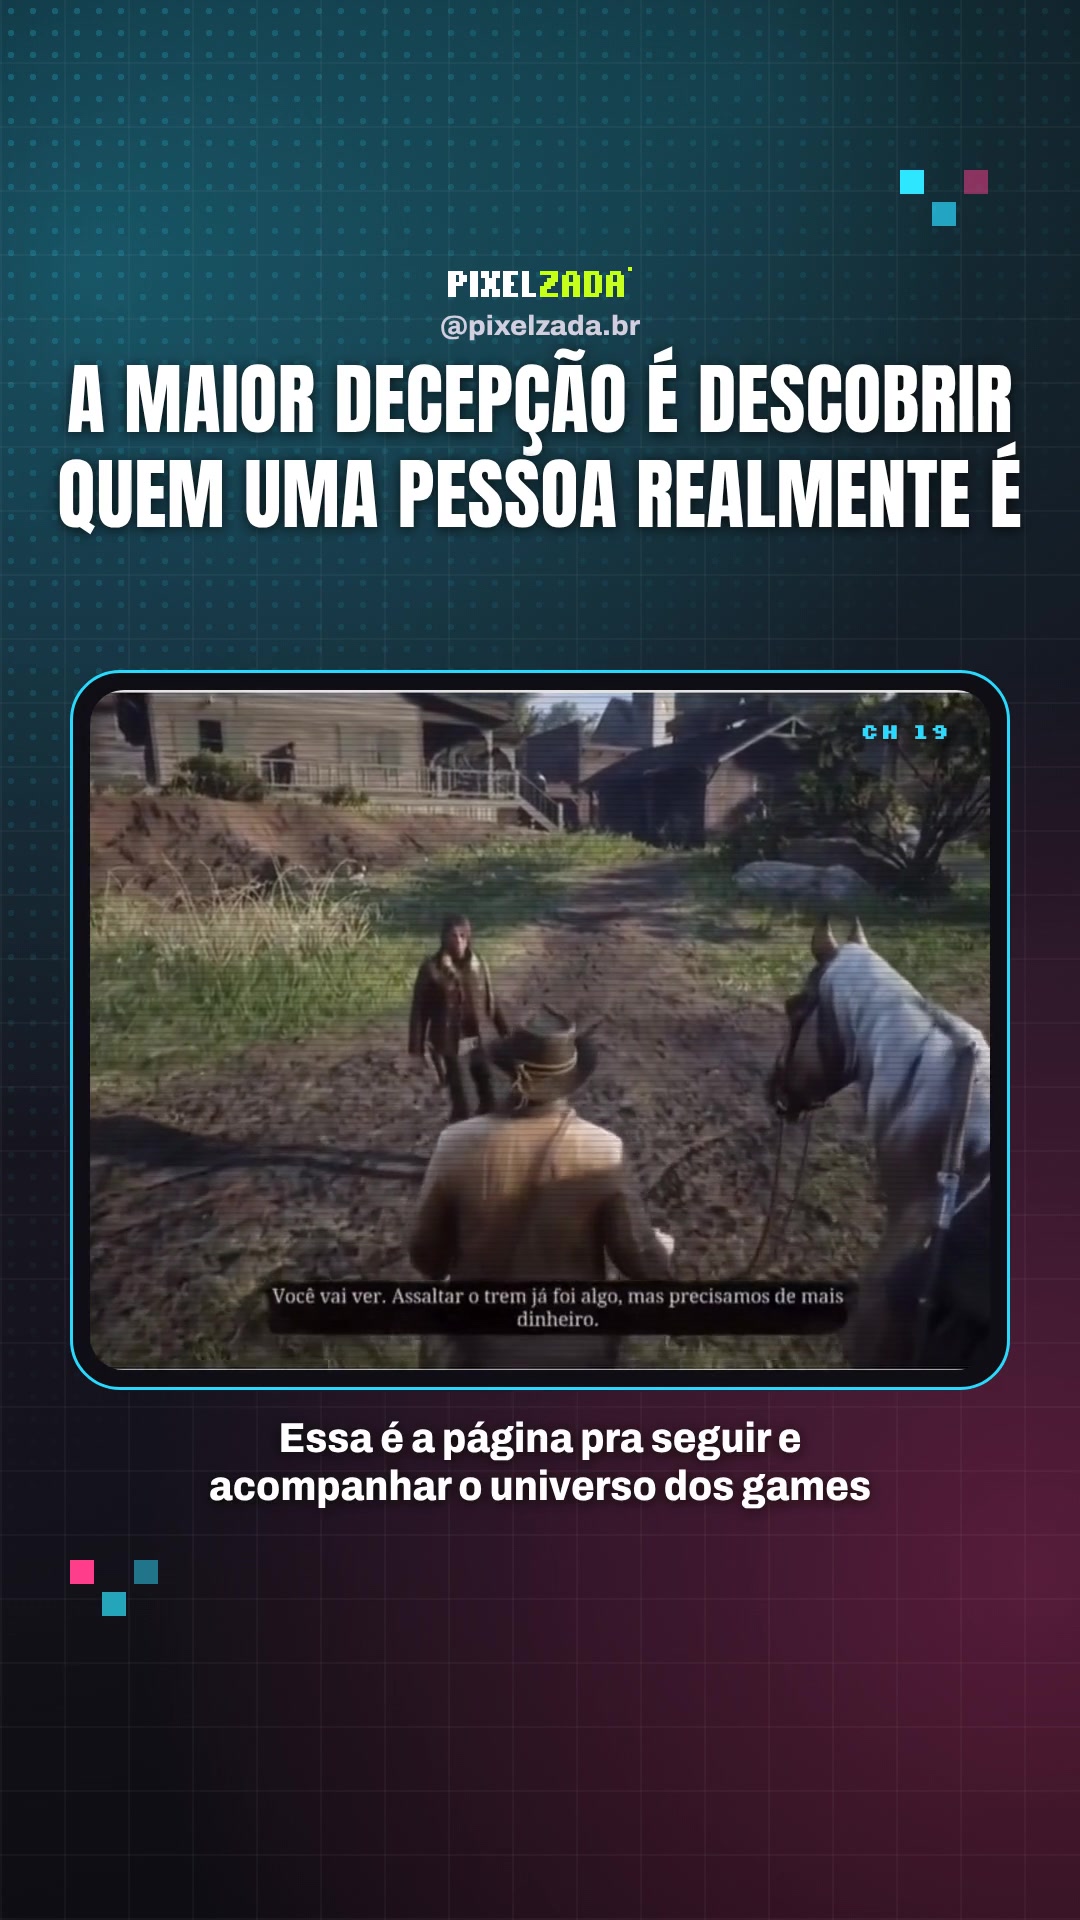 PIXELZADA
@pixelzada.br
A MAIOR DECEPÇÃO É DESCOBRIR
QUEM UMA PESSOA REALMENTE É
CH 19
Você vai ver. Assaltar o trem já foi algo, mas precisamos de mais
dinheiro.
Essa é a página pra seguir e
acompanhar o universo dos games